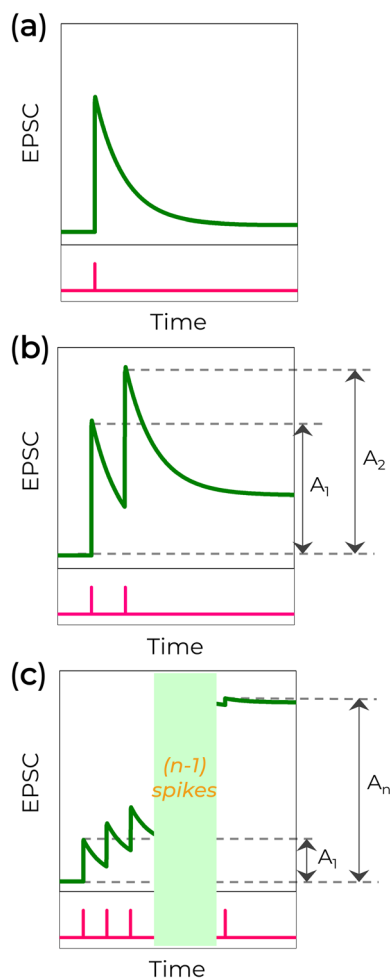 (a)
EPSC
Time
(b)
EPSC
A₁
A₂
Time
(c)
EPSC
(n-1)
spikes
A₁
Aₙ
Time